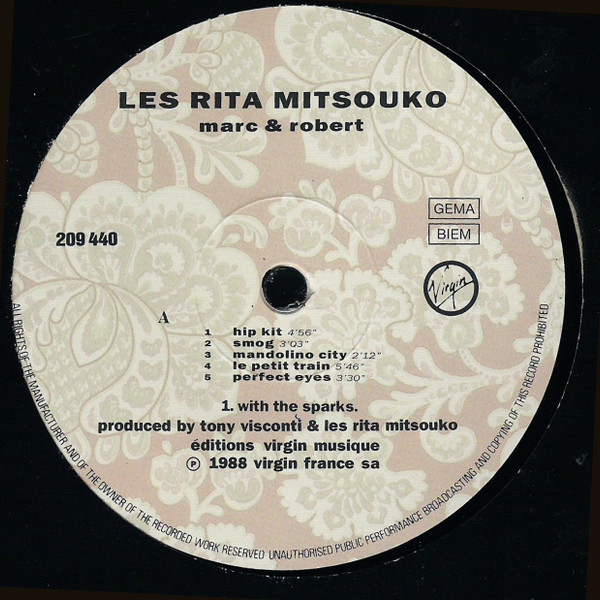 LES RITA MITSOUKO
marc & robert
GEMA
BIEM
209 440
Virgin
A
1 hip kit 4'56"
2 smog 3'03"
3 mandolino city 2'12"
4 le petit train 5'46"
5 perfect eyes 3'30"
1. with the sparks.
produced by tony visconti & les rita mitsouko
éditions virgin musique
℗ 1988 virgin france sa
ALL RIGHTS OF THE MANUFACTURER AND OF THE OWNER OF THE RECORDED WORK RESERVED UNAUTHORISED PUBLIC PERFORMANCE BROADCASTING AND COPYING OF THIS RECORD PROHIBITED